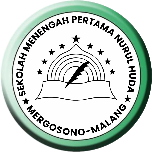 SEKOLAH MENENGAH PERTAMA NURUL HUDA
MERGOSONO-MALANG